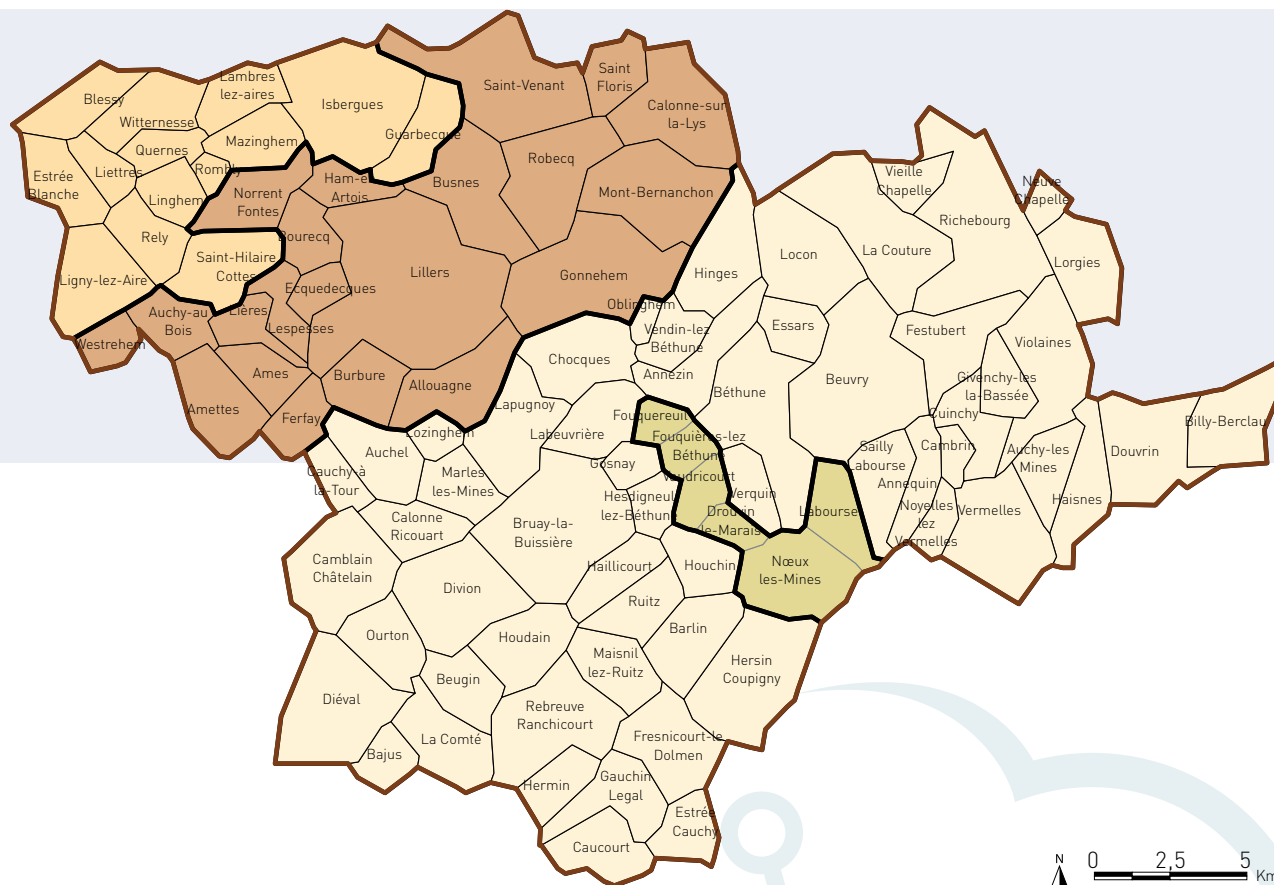 Saint-Venant
Saint
Floris
Calonne-sur
la-Lys
Lambres
lez-aires
Isbergues
Blessy
Witternesse
Guarbecque
Mazinghem
Quernes
Liettres
Rombly
Estrée
Blanche
Linghem
Norrent
Fontes
Ham-en
Artois
Busnes
Robecq
Mont-Bernanchon
Rely
Bourecq
Saint-Hilaire
Cottes
Ligny-lez-Aire
Lillers
Ecquedecques
Gonnehem
Auchy-au
Bois
Lières
Lespesses
Westrehem
Ames
Burbure
Allouagne
Amettes
Ferfay
Vieille
Chapelle
Neuve
Chapelle
Richebourg
Locon
La Couture
Lorgies
Hinges
Oblinghem
Vendin-lez
Béthune
Essars
Festubert
Violaines
Chocques
Annezin
Béthune
Beuvry
Givenchy-les
la-Bassée
Cuinchy
Lapugnoy
Labeuvrière
Fouquereuil
Fouquières-lez
Béthune
Billy-Berclau
Lozinghem
Auchel
Gosnay
Vaudricourt
Verquin
Sailly
Labourse
Cambrin
Annequin
Auchy-les
Mines
Douvrin
Haisnes
Cauchy-à
la-Tour
Marles
les-Mines
Hesdigneul
lez-Béthune
Drouvin
le-Marais
Labourse
Noyelles
lez
Vermelles
Vermelles
Calonne
Ricouart
Bruay-la-
Buissière
Camblain
Châtelain
Divion
Haillicourt
Houchin
Nœux
les-Mines
Ruitz
Barlin
Ourton
Houdain
Maisnil
lez-Ruitz
Hersin
Coupigny
Beugin
Diéval
Rebreuve
Ranchicourt
La Comté
Bajus
Fresnicourt-le
Dolmen
Hermin
Gauchin
Legal
Estrée
Cauchy
Caucourt
N
0 2,5 5
Km